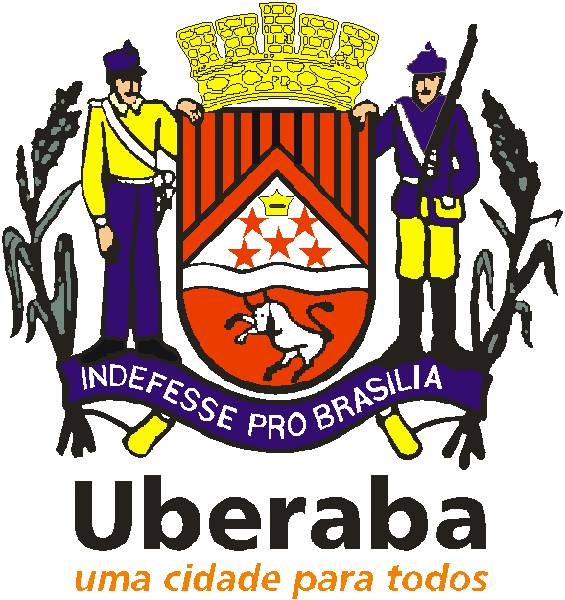 INDEFESSE PRO BRASILIA
Uberaba
uma cidade para todos